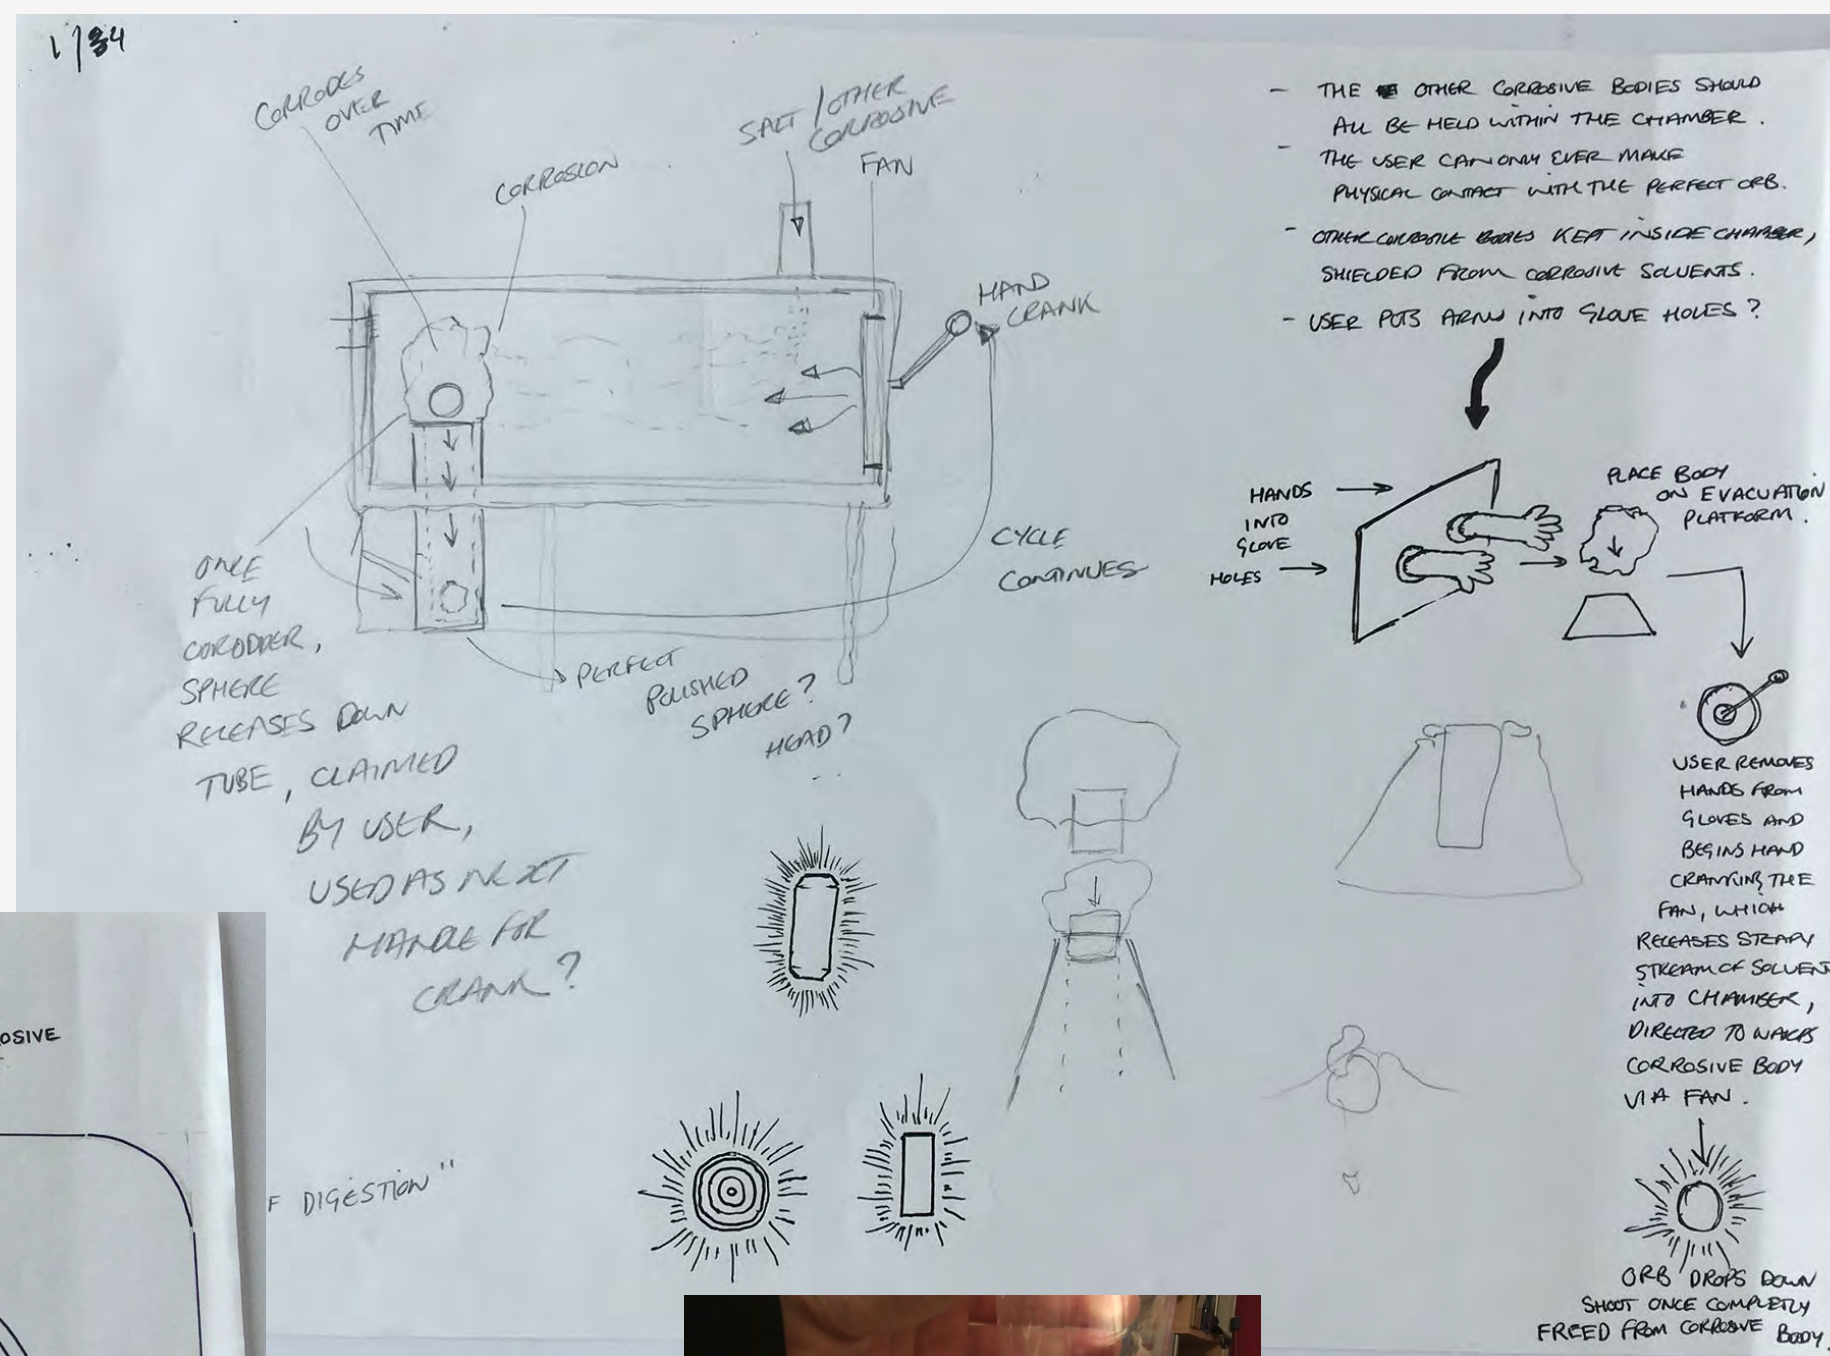 CORRODES
OVER
TIME
CORROSION
SALT / OTHER
CORROSIVE
FAN
HAND
CRANK
CYCLE
CONTINUES
ONCE
FULLY
CORODDER,
SPHERE
RELEASES DOWN
TUBE, CLAIMED
BY USER,
USED AS NEXT
HANDLE FOR
CRANK?
PERFECT
POLISHED
SPHERE?
HEAD?
- THE OTHER CORROSIVE BODIES SHOULD
ALL BE HELD WITHIN THE CHAMBER.
- THE USER CAN ONLY EVER MAKE
PHYSICAL CONTACT WITH THE PERFECT ORB.
- OTHER CORROSIVE BODIES KEPT INSIDE CHAMBER,
SHIELDED FROM CORROSIVE SOLVENTS.
- USER PUTS ARMS INTO GLOVE HOLES?
HANDS
INTO
GLOVE
HOLES
PLACE BODY
ON EVACUATION
PLATFORM.
USER REMOVES
HANDS FROM
GLOVES AND
BEGINS HAND
CRANKING THE
FAN, WHICH
RELEASES STEADY
STREAM OF SOLVENT
INTO CHAMBER,
DIRECTED TO
CORROSIVE BODY
VIA FAN.
ORB DROPS DOWN
SHOOT ONCE COMPLETLY
FREED FROM CORROSIVE BODY.
OSIVE
F DIGESTION"